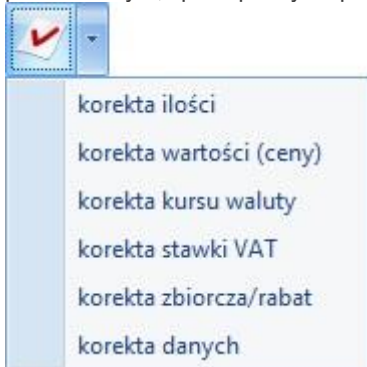 korekta ilości
korekta wartości (ceny)
korekta kursu waluty
korekta stawki VAT
korekta zbiorcza/rabat
korekta danych